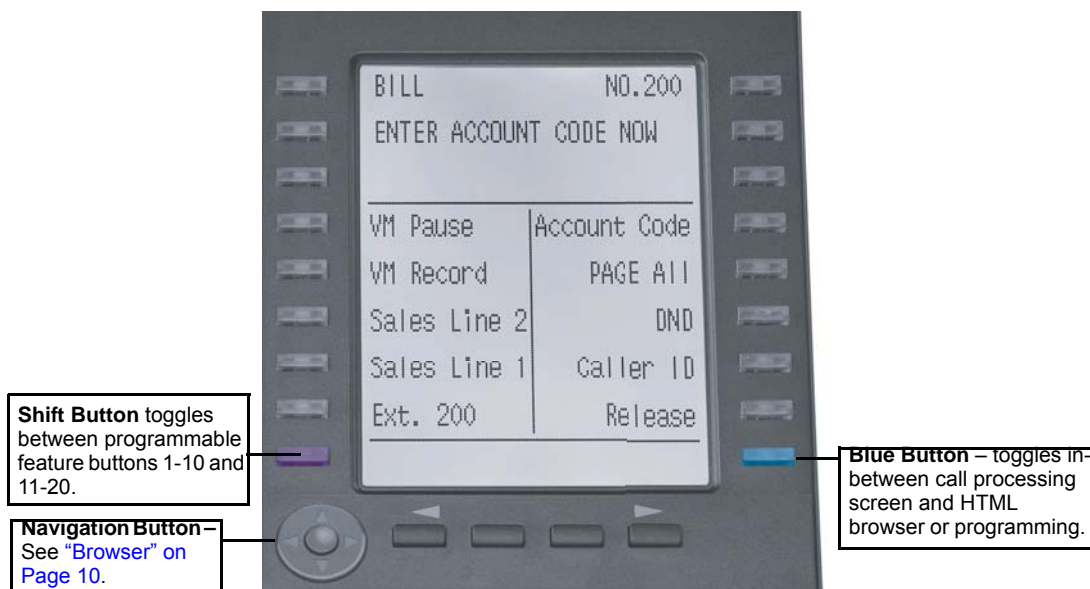 BILL NO.200
ENTER ACCOUNT CODE NOW
VM Pause Account Code
VM Record PAGE All
Sales Line 2 DND
Sales Line 1 Caller ID
Ext. 200 Release
Shift Button toggles
between programmable
feature buttons 1-10 and
11-20.
Navigation Button –
See “Browser” on
Page 10.
Blue Button – toggles in-
between call processing
screen and HTML
browser or programming.